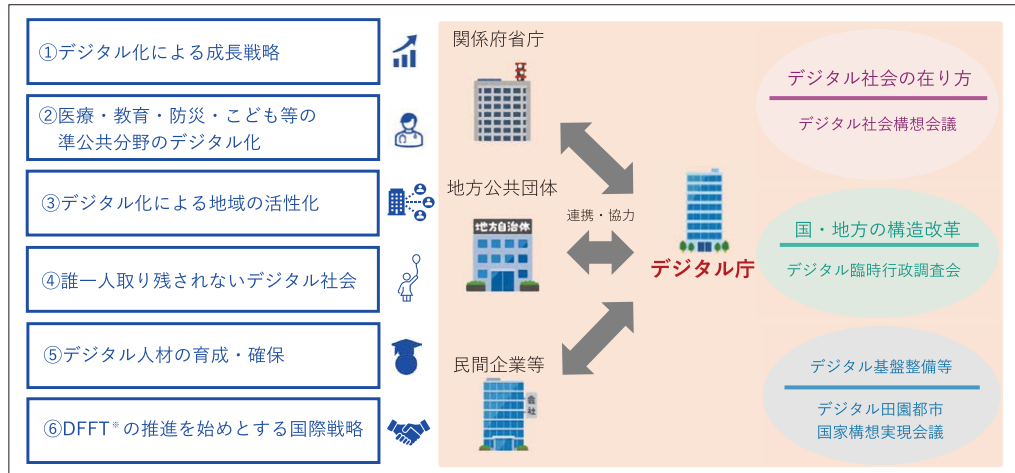 ①デジタル化による成長戦略
②医療・教育・防災・こども等の
準公共分野のデジタル化
③デジタル化による地域の活性化
④誰一人取り残されないデジタル社会
⑤デジタル人材の育成・確保
⑥DFFT※の推進を始めとする国際戦略
関係府省庁
地方公共団体
地方自治体
民間企業等
会社
連携・協力
デジタル庁
デジタル社会の在り方
デジタル社会構想会議
国・地方の構造改革
デジタル臨時行政調査会
デジタル基盤整備等
デジタル田園都市
国家構想実現会議